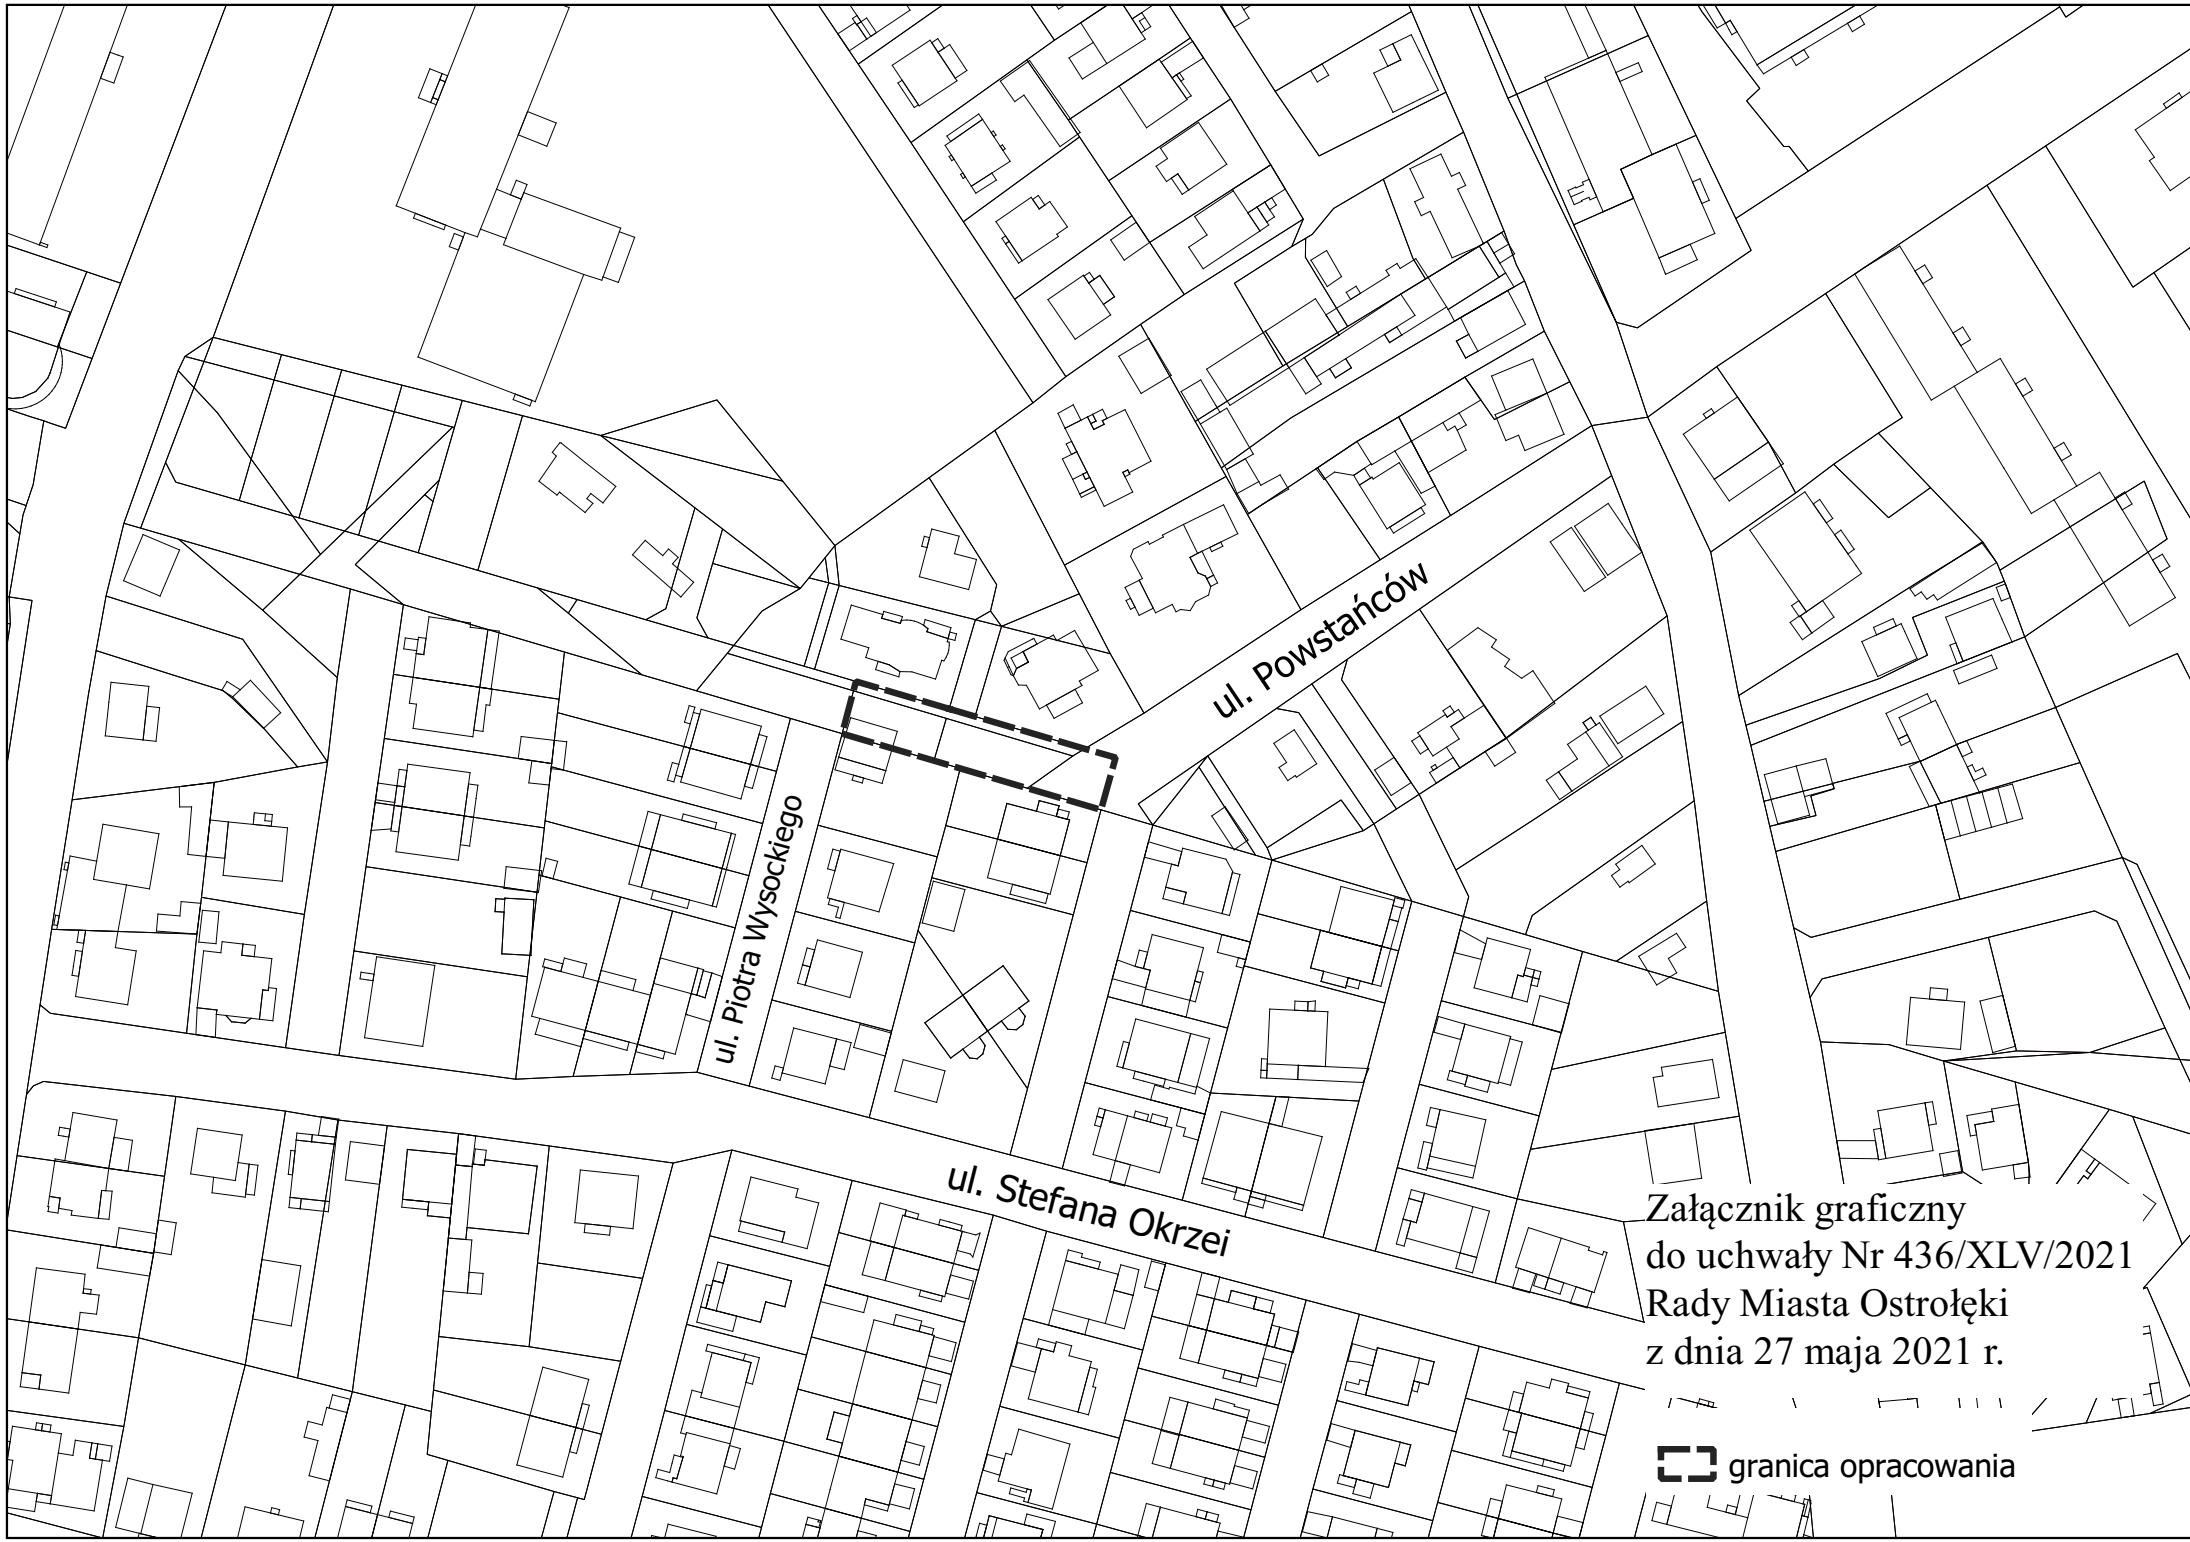 ul. Powstańców
ul. Piotra Wysockiego
ul. Stefana Okrzei
Załącznik graficzny
do uchwały Nr 436/XLV/2021
Rady Miasta Ostrołęki
z dnia 27 maja 2021 r.
granica opracowania